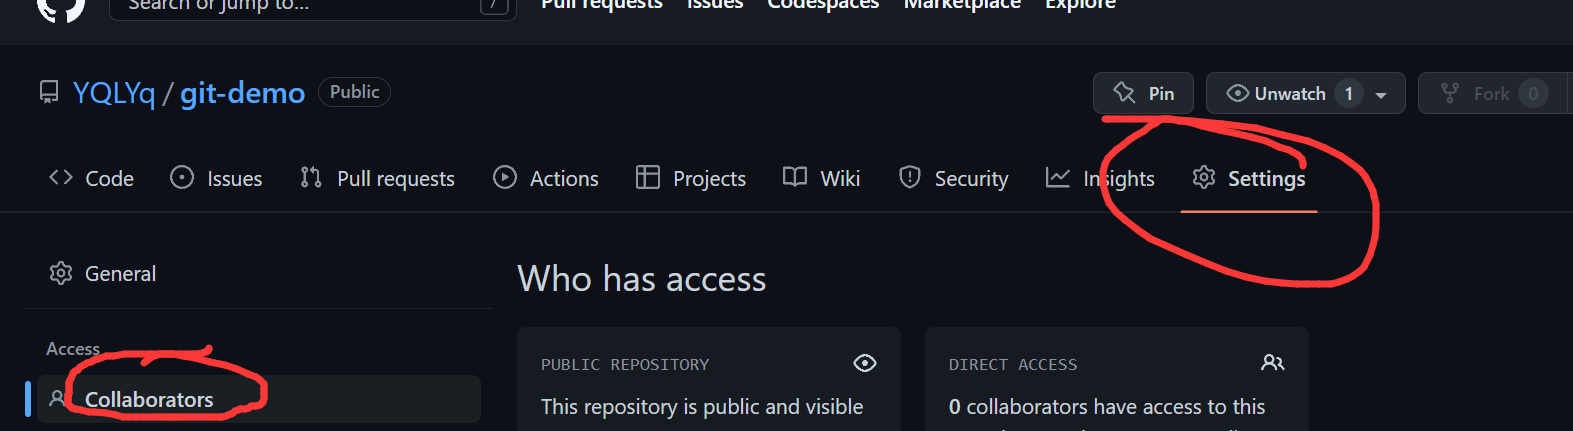 Search or jump to... /
Pull requests Issues Codespaces Marketplace Explore
YQLYq / git-demo Public
Pin Unwatch 1 Fork 0
Code Issues Pull requests Actions Projects Wiki Security Insights Settings
General
Who has access
Access
Collaborators
PUBLIC REPOSITORY
This repository is public and visible
DIRECT ACCESS
0 collaborators have access to this